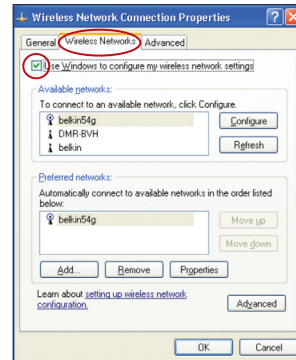 Wireless Network Connection Properties
General Wireless Networks Advanced
Use Windows to configure my wireless network settings
Available networks:
To connect to an available network, click Configure.
belkin54g
DMR-BVH
belkin
Configure
Refresh
Preferred networks:
Automatically connect to available networks in the order listed
below:
belkin54g
Move up
Move down
Add... Remove Properties
Learn about setting up wireless network
configuration.
Advanced
OK Cancel